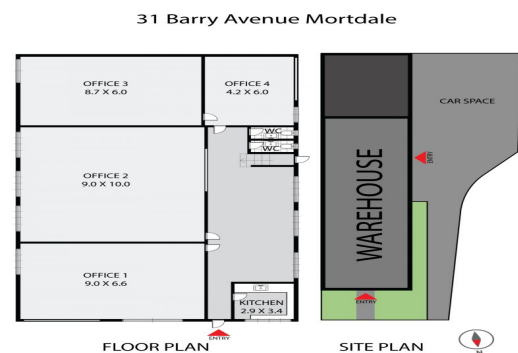 31 Barry Avenue Mortdale
OFFICE 3
8.7 X 6.0
OFFICE 4
4.2 X 6.0
WC
WC
OFFICE 2
9.0 X 10.0
OFFICE 1
9.0 X 6.6
KITCHEN
2.9 X 3.4
ENTRY
FLOOR PLAN
CAR SPACE
WAREHOUSE
ENTRY
ENTRY
SITE PLAN
N